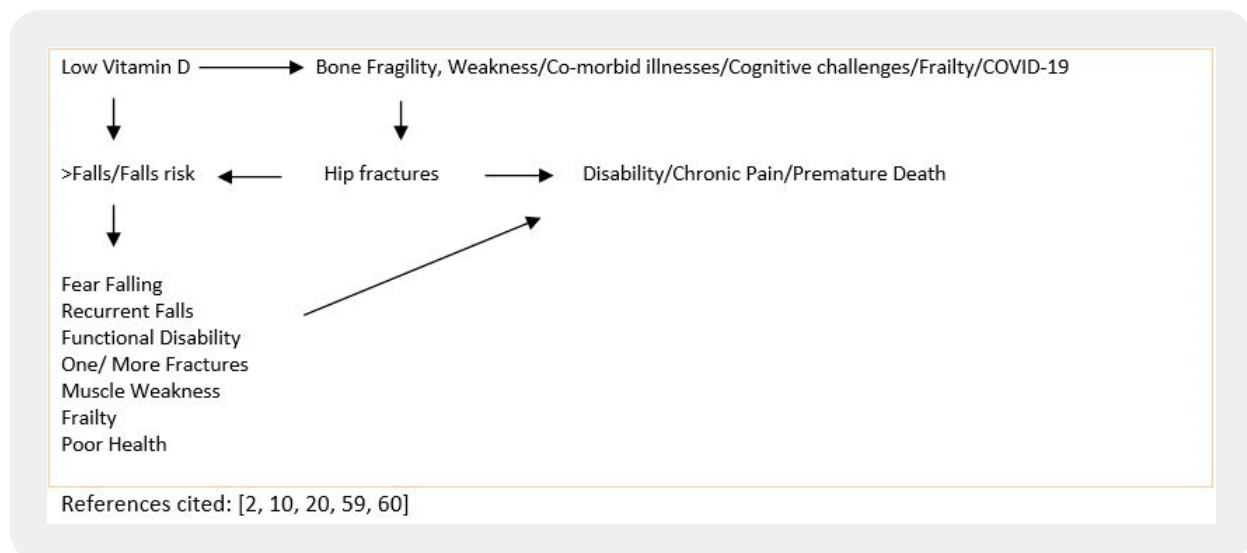 Low Vitamin D Bone Fragility, Weakness/Co-morbid illnesses/Cognitive challenges/Frailty/COVID-19
>Falls/Falls risk Hip fractures Disability/Chronic Pain/Premature Death
Fear Falling
Recurrent Falls
Functional Disability
One/ More Fractures
Muscle Weakness
Frailty
Poor Health
References cited: [2, 10, 20, 59, 60]